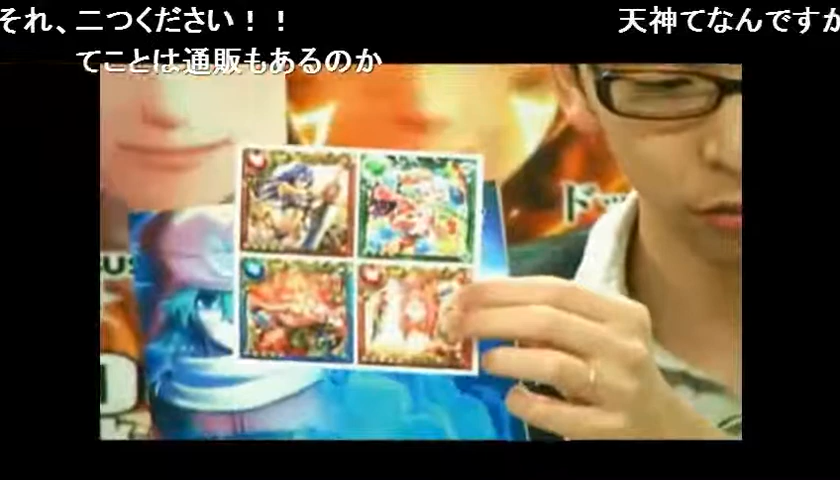 それ、二つください！！
天神てなんですか
てことは通販もあるのか